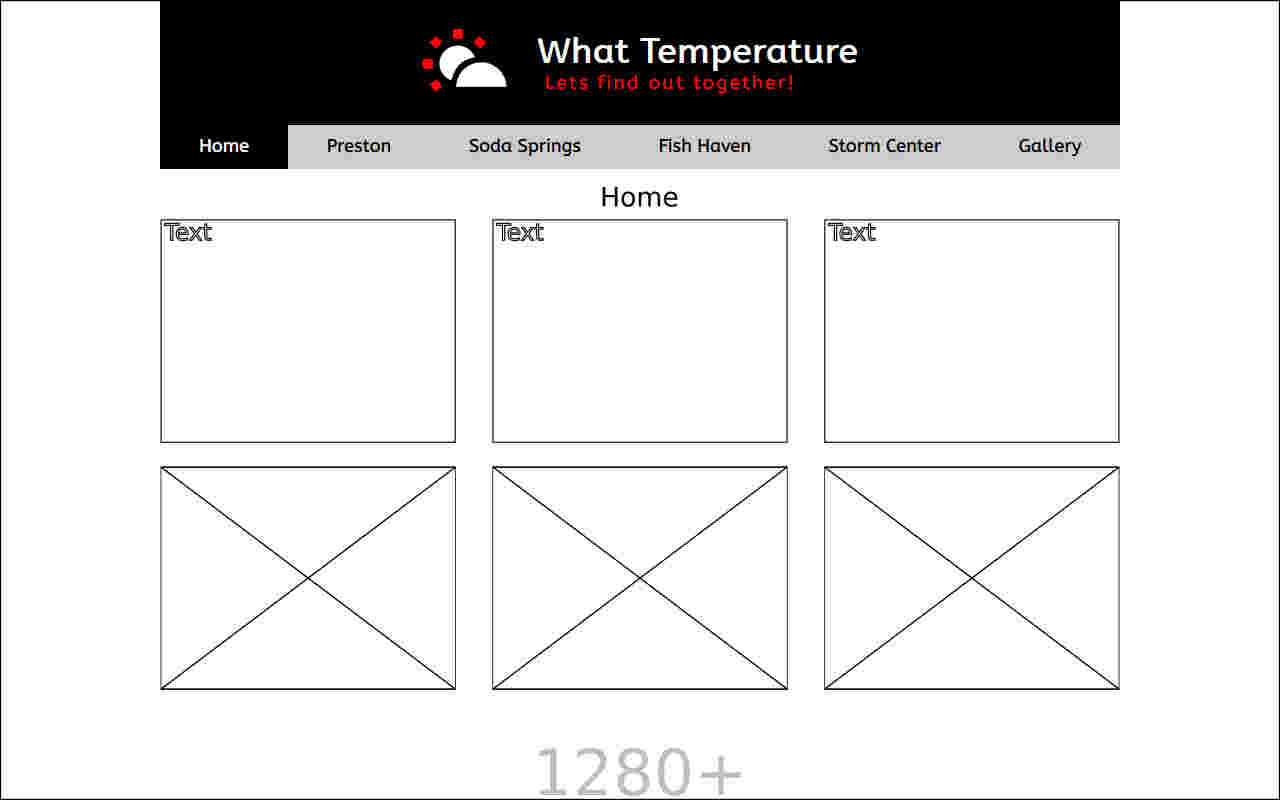 What Temperature
Lets find out together!
Home Preston Soda Springs Fish Haven Storm Center Gallery
Home
Text Text Text
1280+